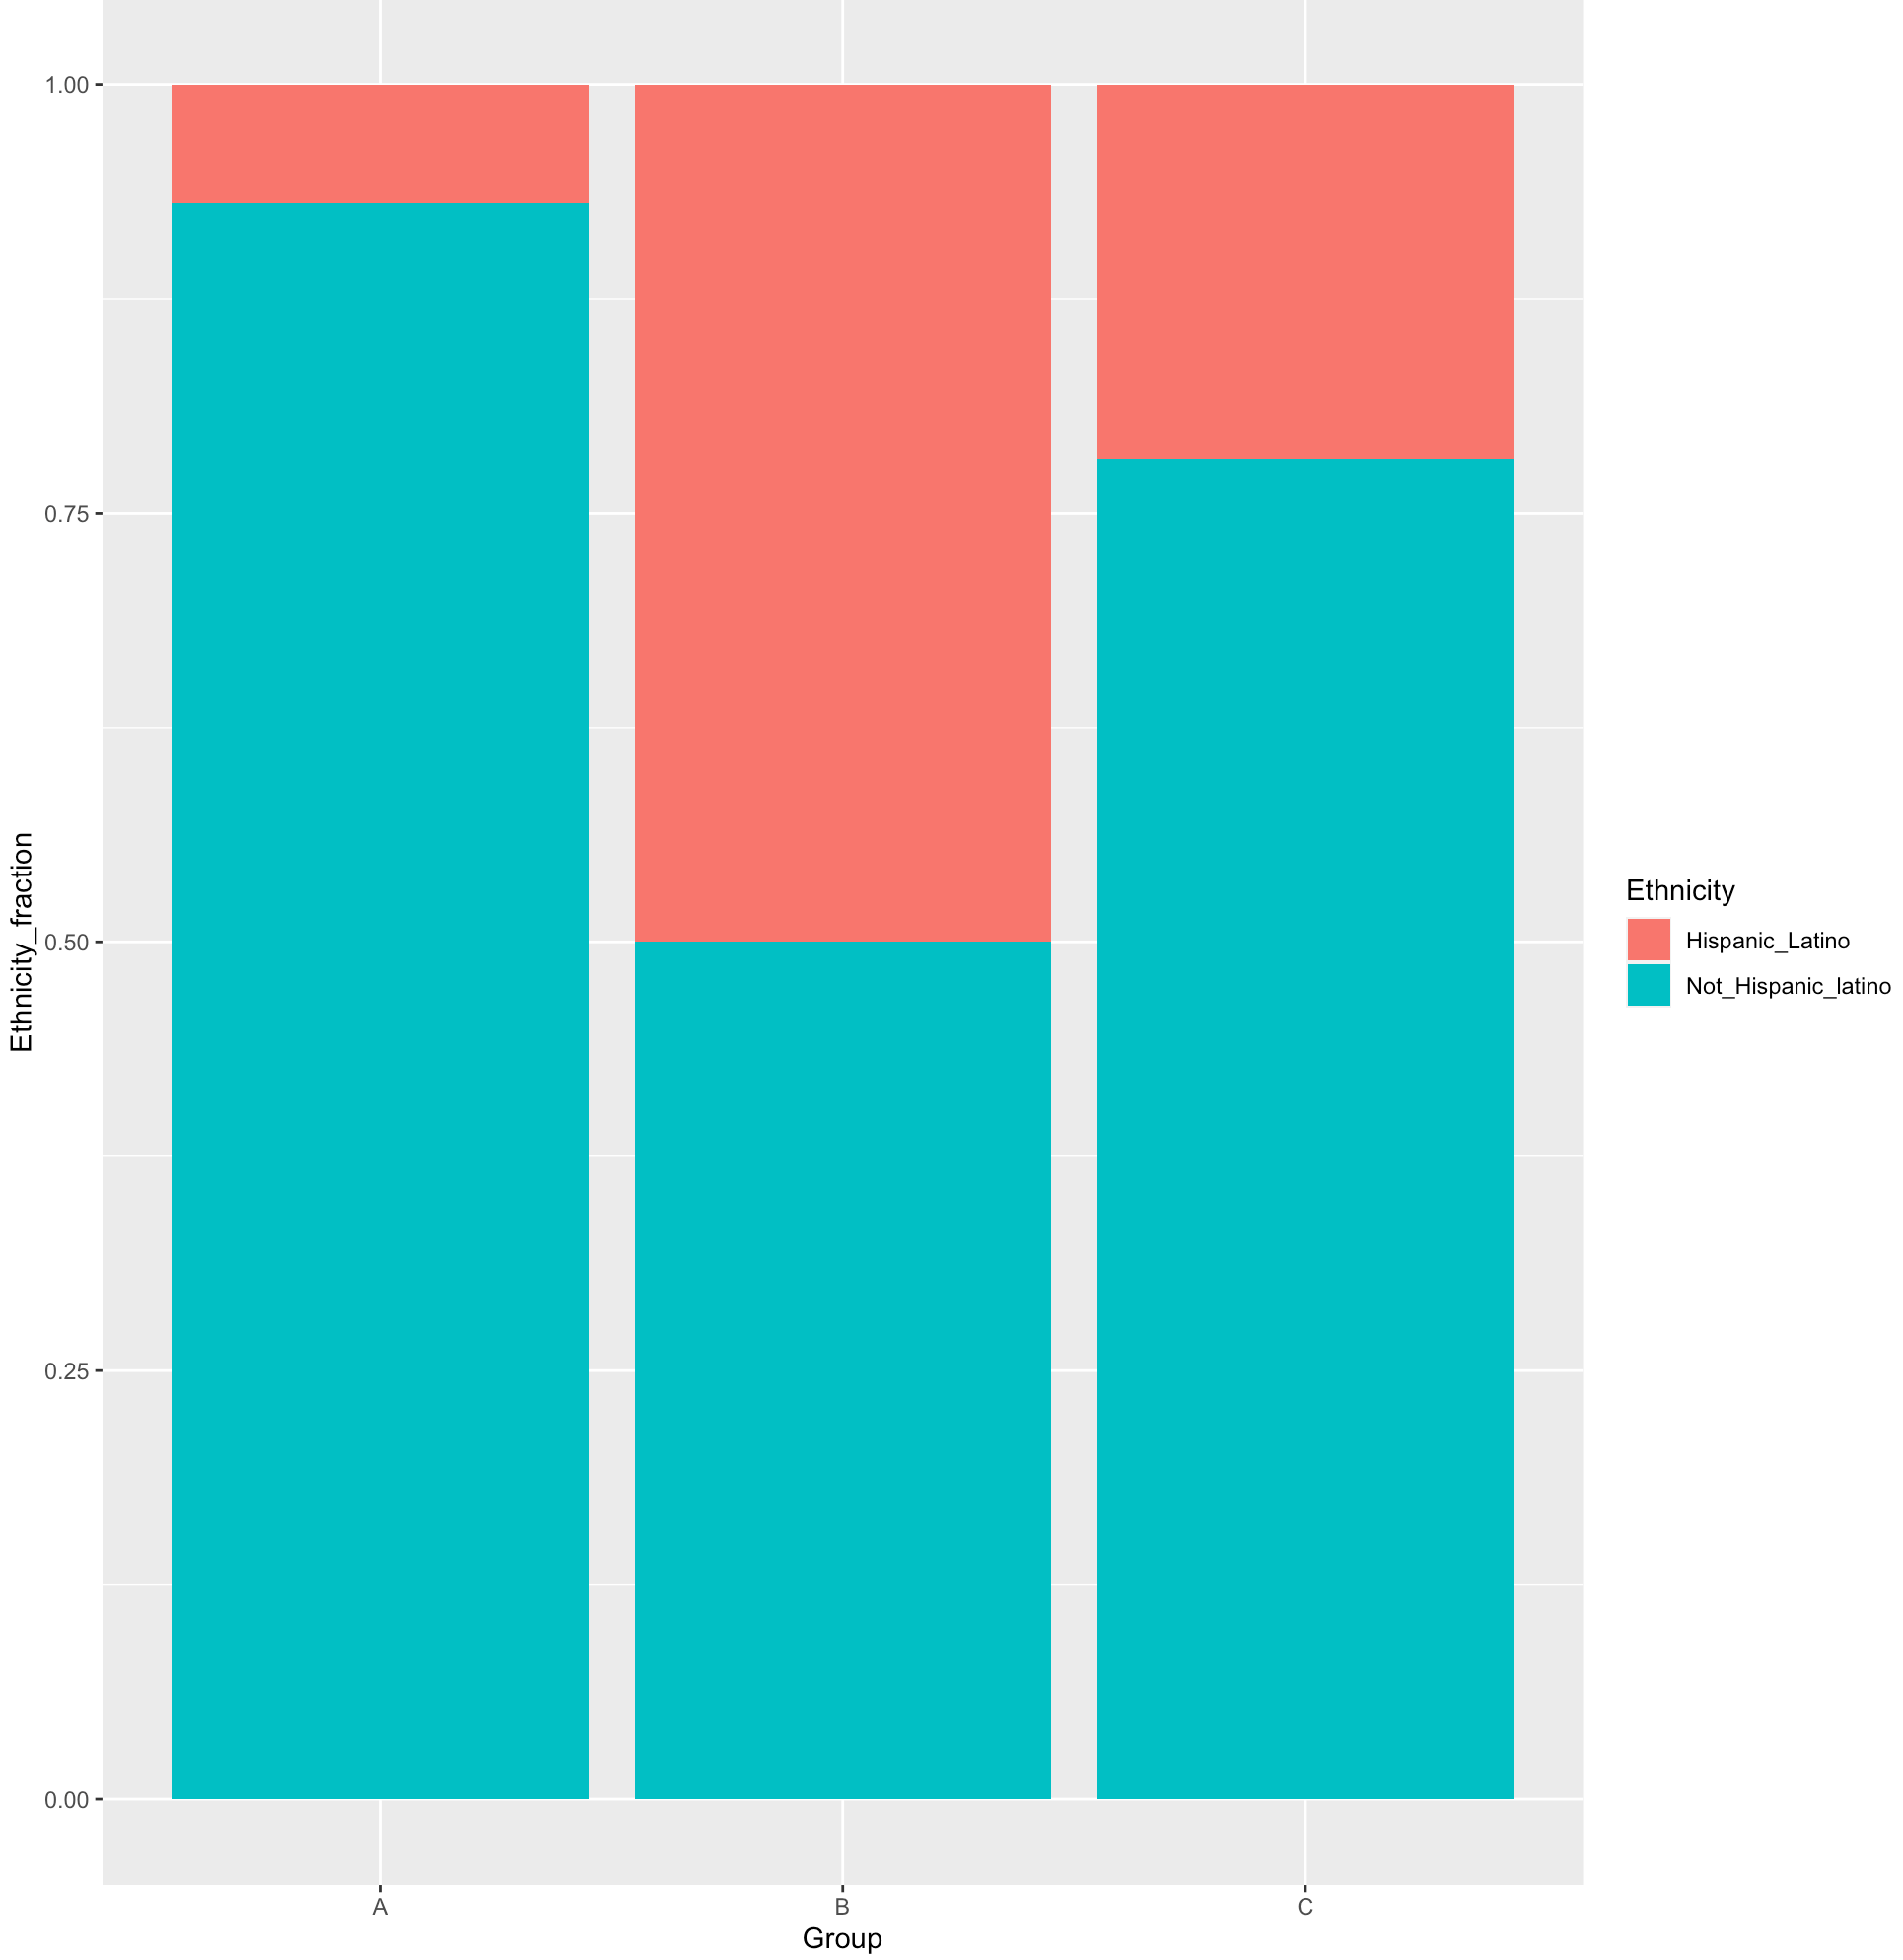 1.00
0.75
0.50
0.25
0.00
Ethnicity_fraction
A
B
C
Group
Ethnicity
Hispanic_Latino
Not_Hispanic_latino